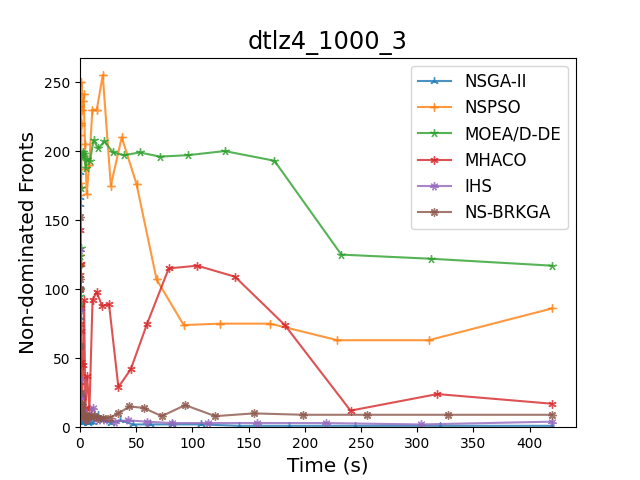 dtlz4_1000_3
Non-dominated Fronts
250
200
150
100
50
0
0 50 100 150 200 250 300 350 400
Time (s)
NSGA-II
NSPSO
MOEA/D-DE
MHACO
IHS
NS-BRKGA